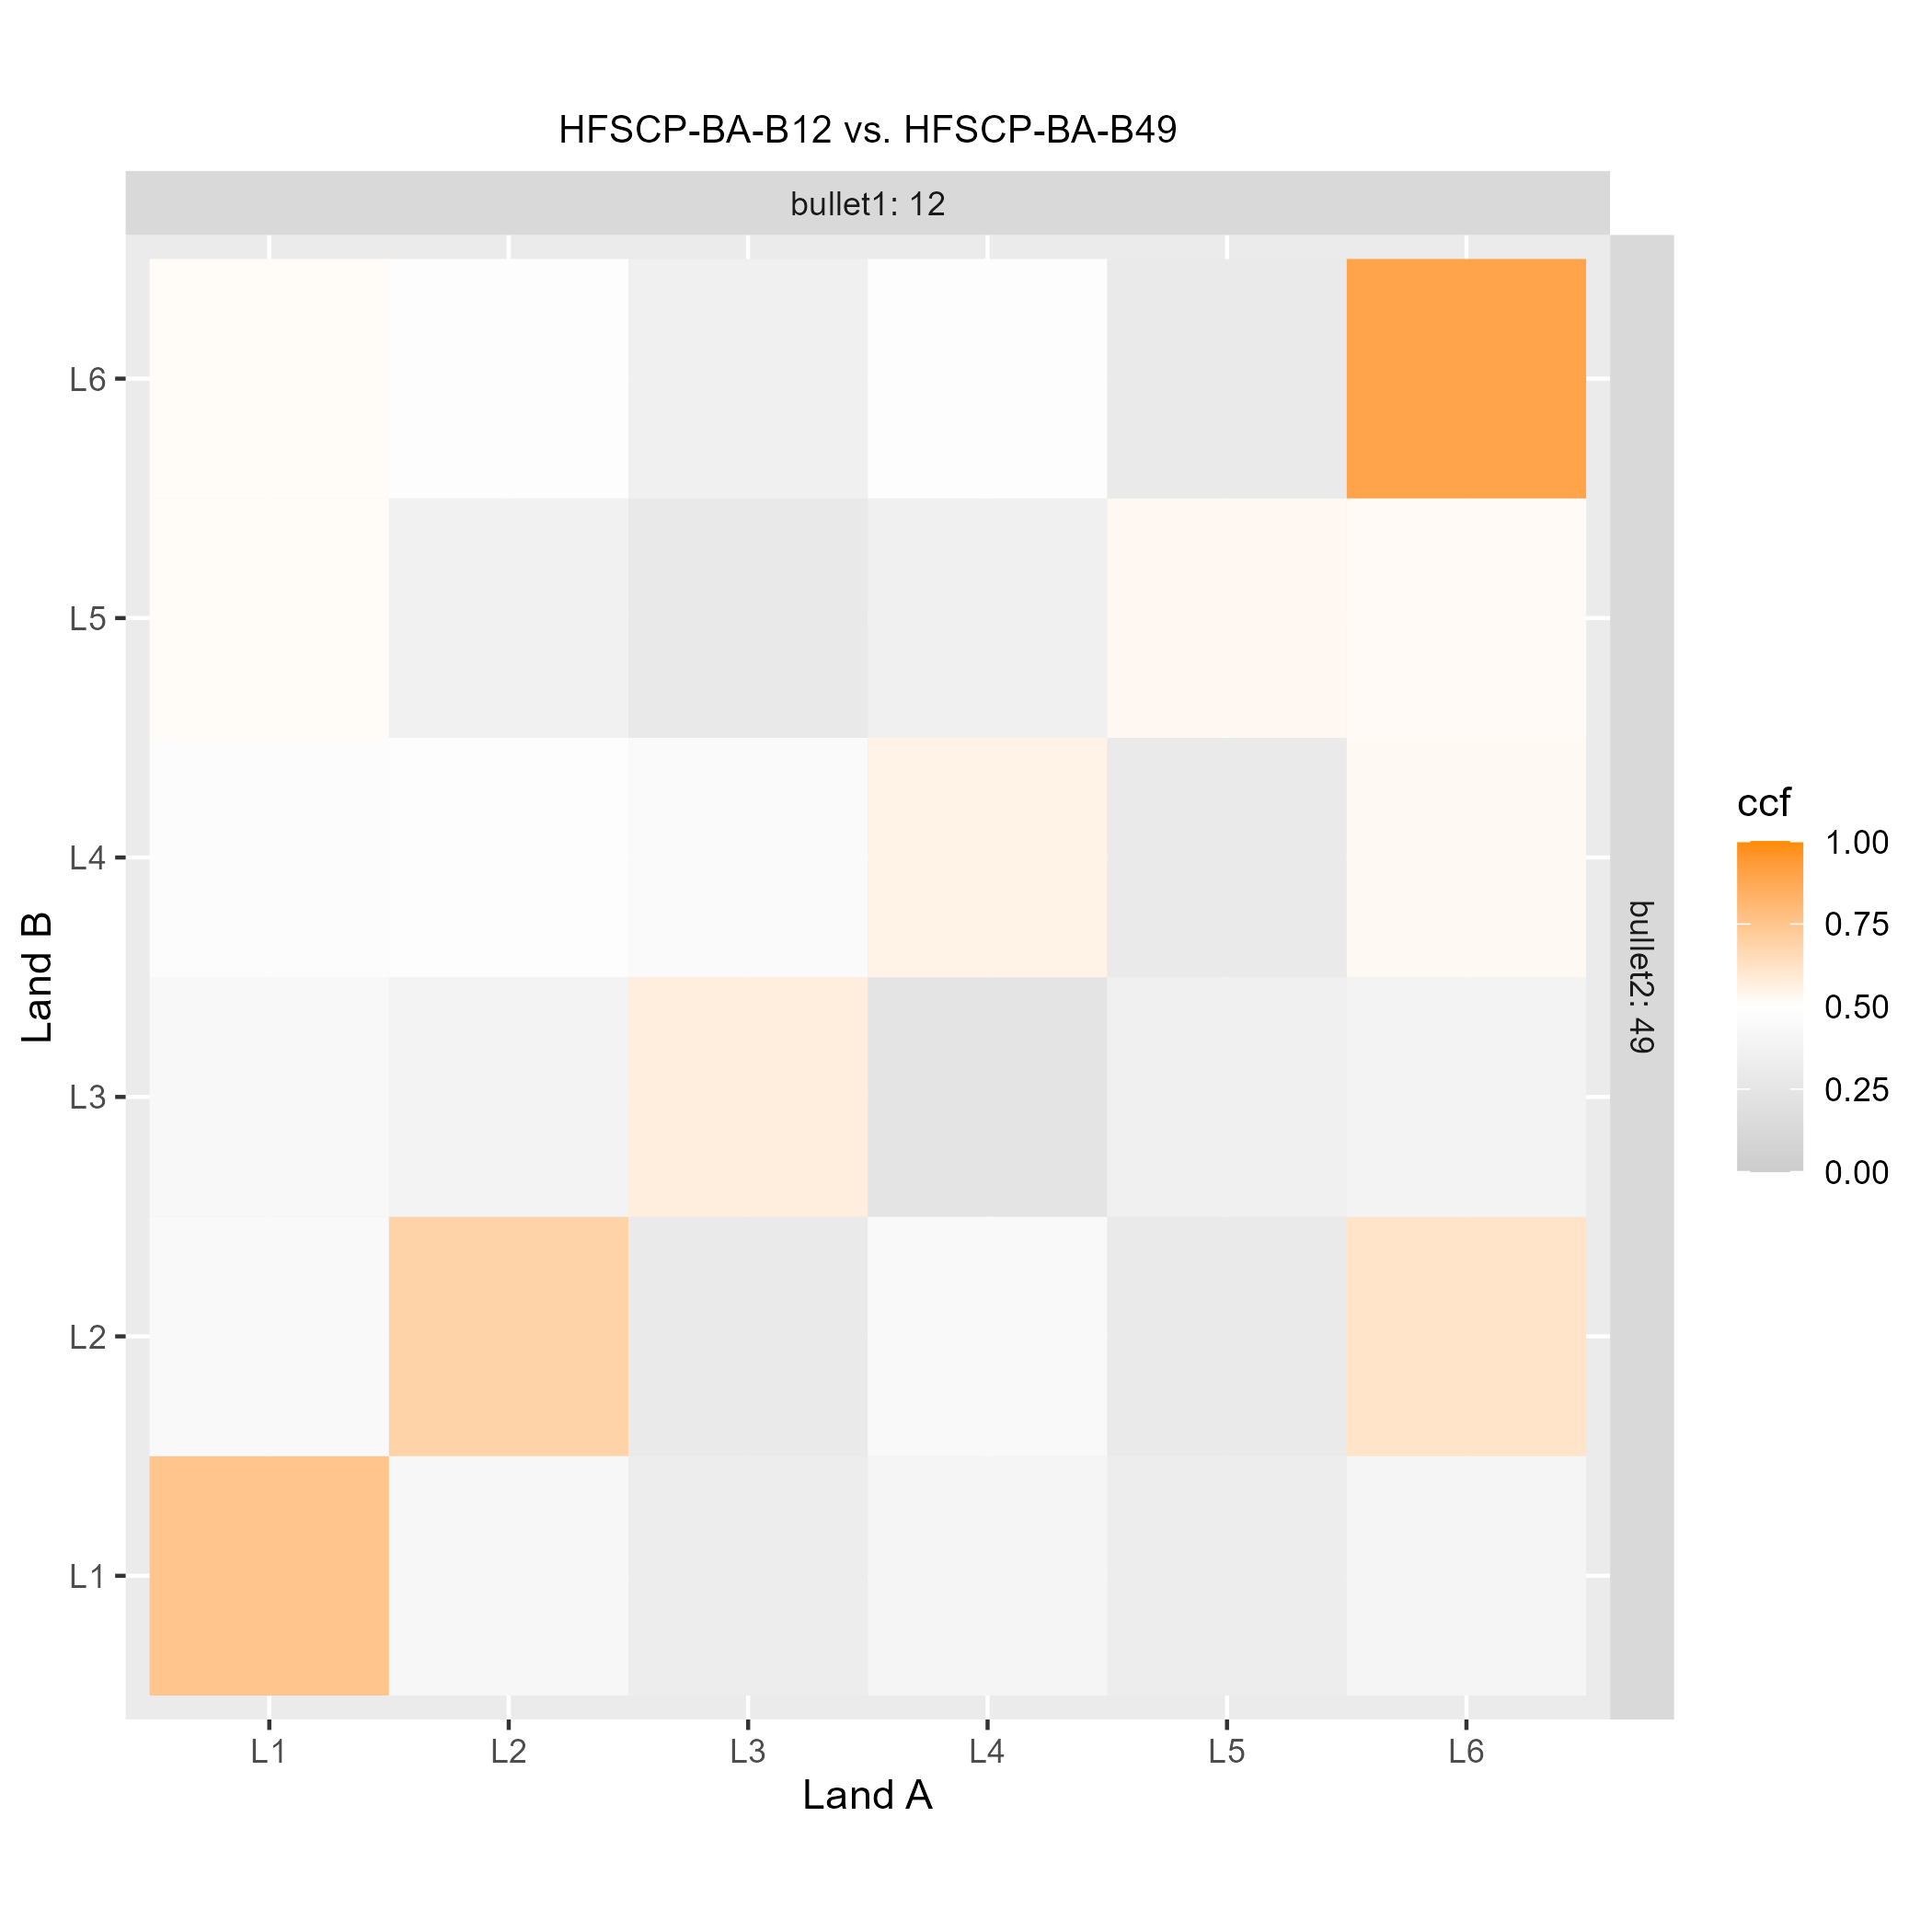 HFSCP-BA-B12 vs. HFSCP-BA-B49
bullet1: 12
L6
L5
L4
L3
L2
L1
Land B
bullet2: 49
L1 L2 L3 L4 L5 L6
Land A
ccf
1.00
0.75
0.50
0.25
0.00